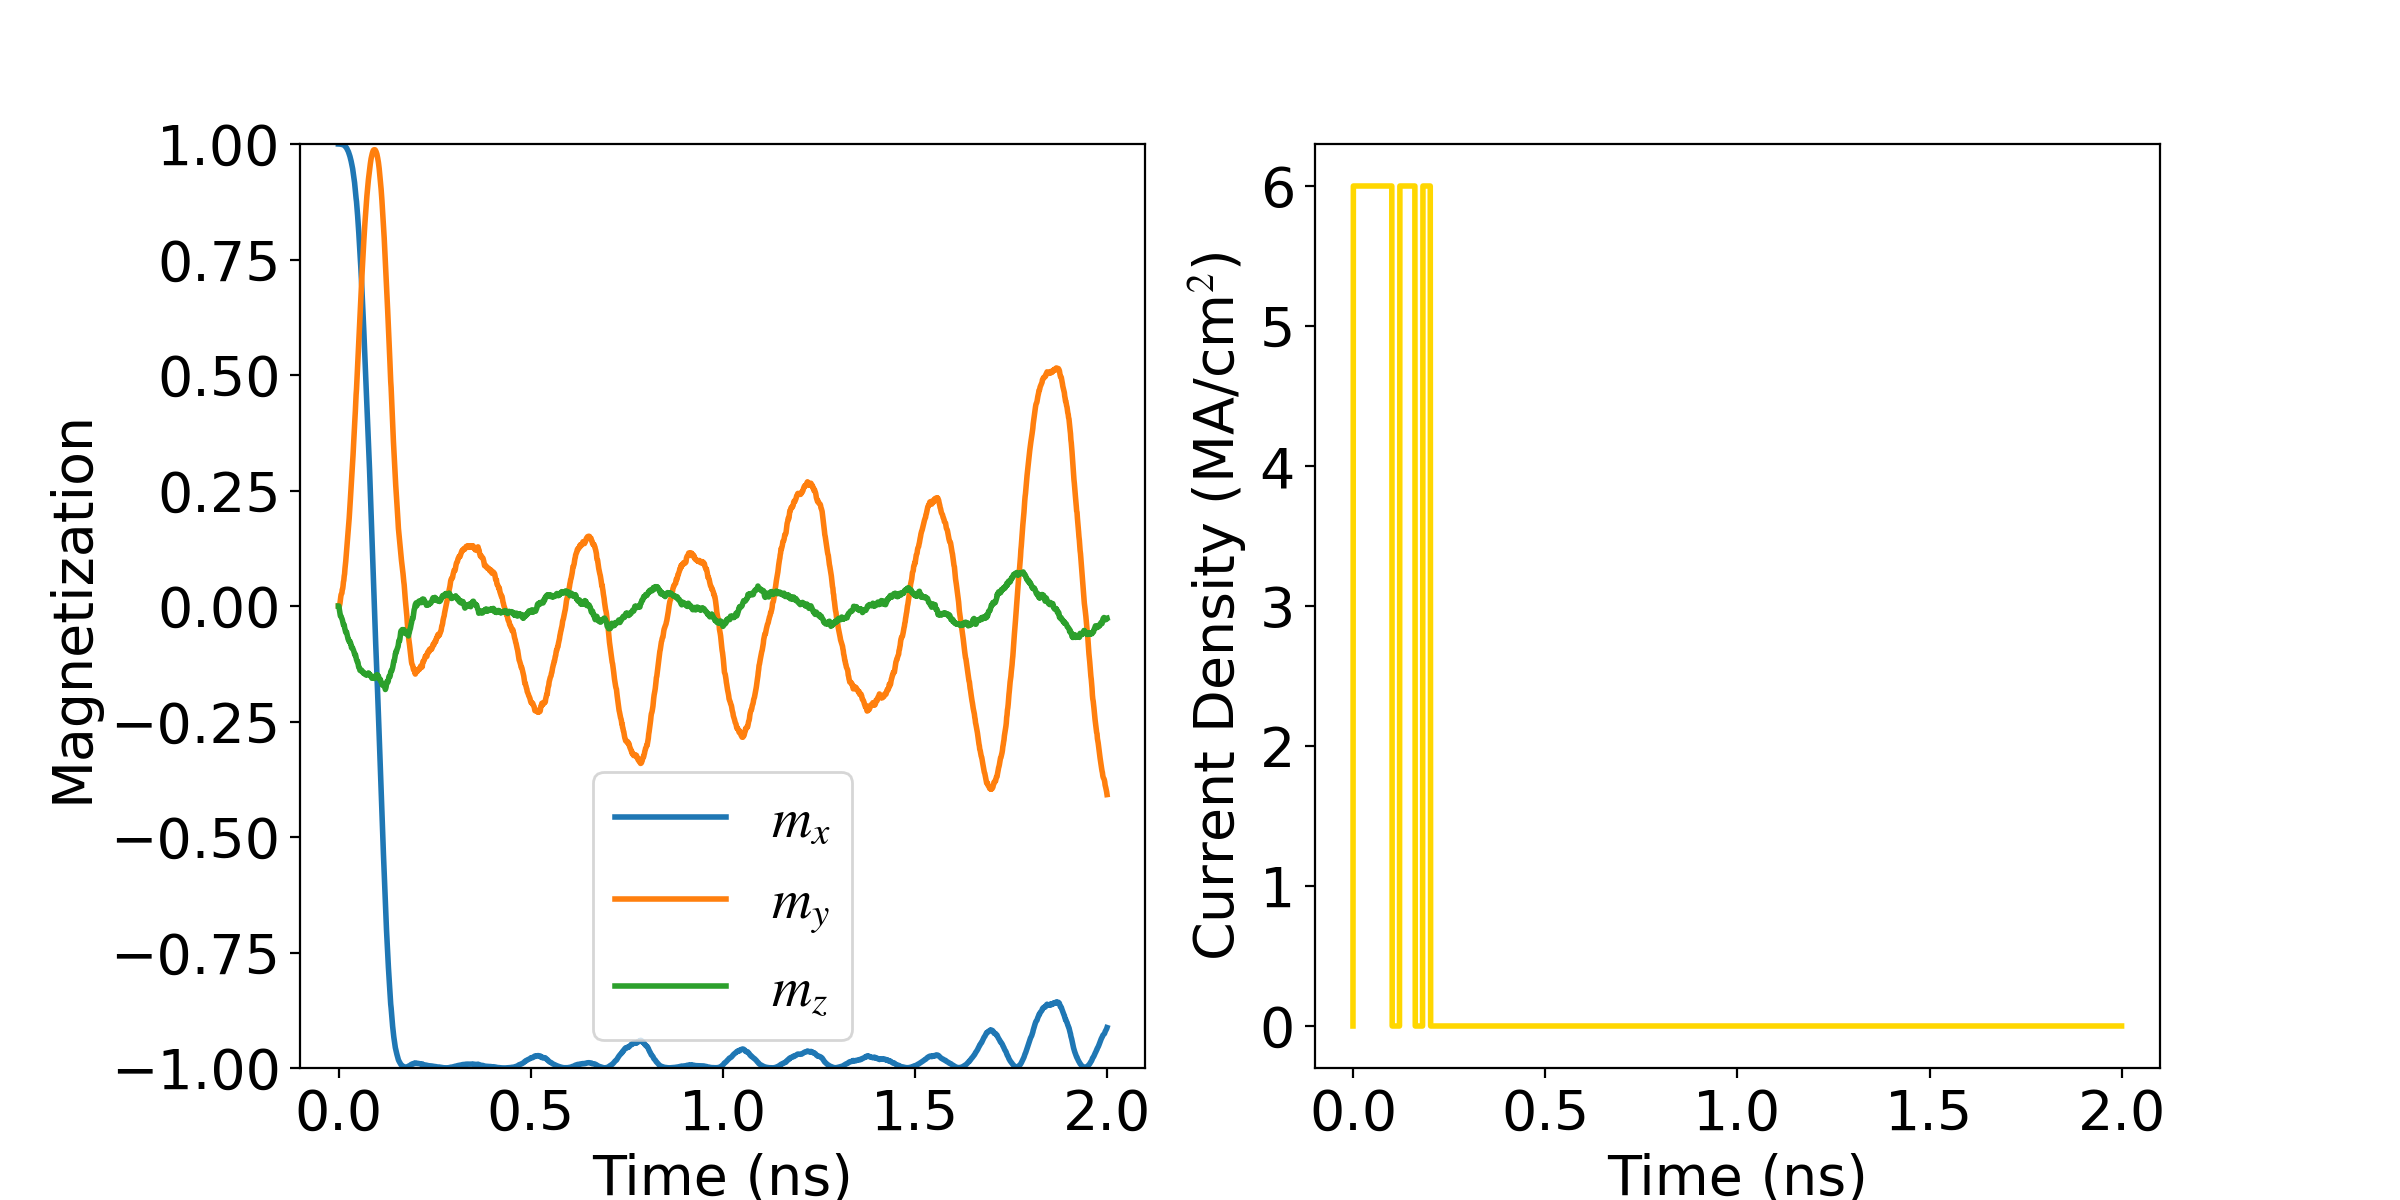 Magnetization
1.00
0.75
0.50
0.25
0.00
−0.25
−0.50
−0.75
−1.00
0.0 0.5 1.0 1.5 2.0
Time (ns)
m_x
m_y
m_z
Current Density (MA/cm²)
6
5
4
3
2
1
0
0.0 0.5 1.0 1.5 2.0
Time (ns)